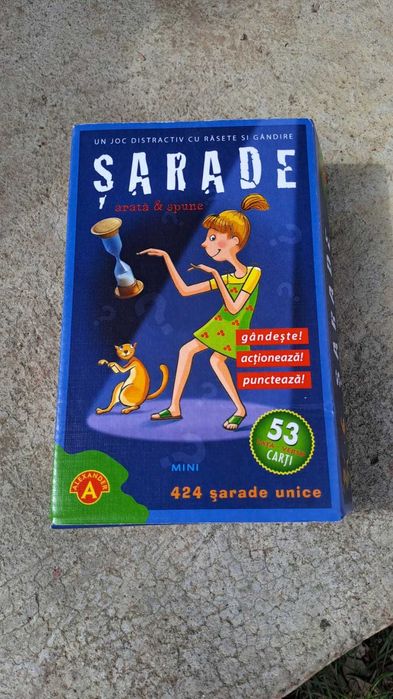 UN JOC DISTRACTIV CU RÂSETE SI GÂNDIRE
ȘARADE
arată & spune
gândește!
acționează!
punctează!
53
CĂRȚI
MINI
ALEXANDER
A
424 șarade unice